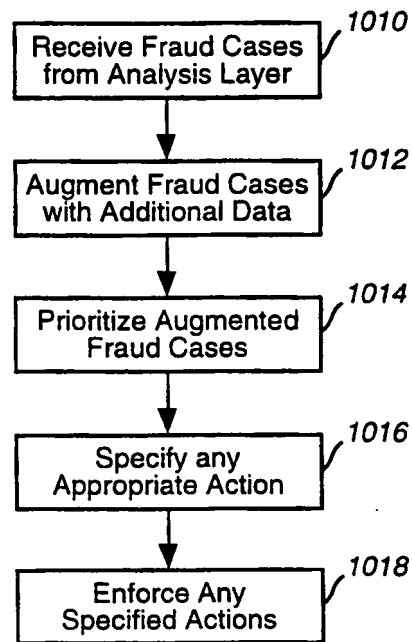 1010
Receive Fraud Cases
from Analysis Layer
1012
Augment Fraud Cases
with Additional Data
1014
Prioritize Augmented
Fraud Cases
1016
Specify any
Appropriate Action
1018
Enforce Any
Specified Actions